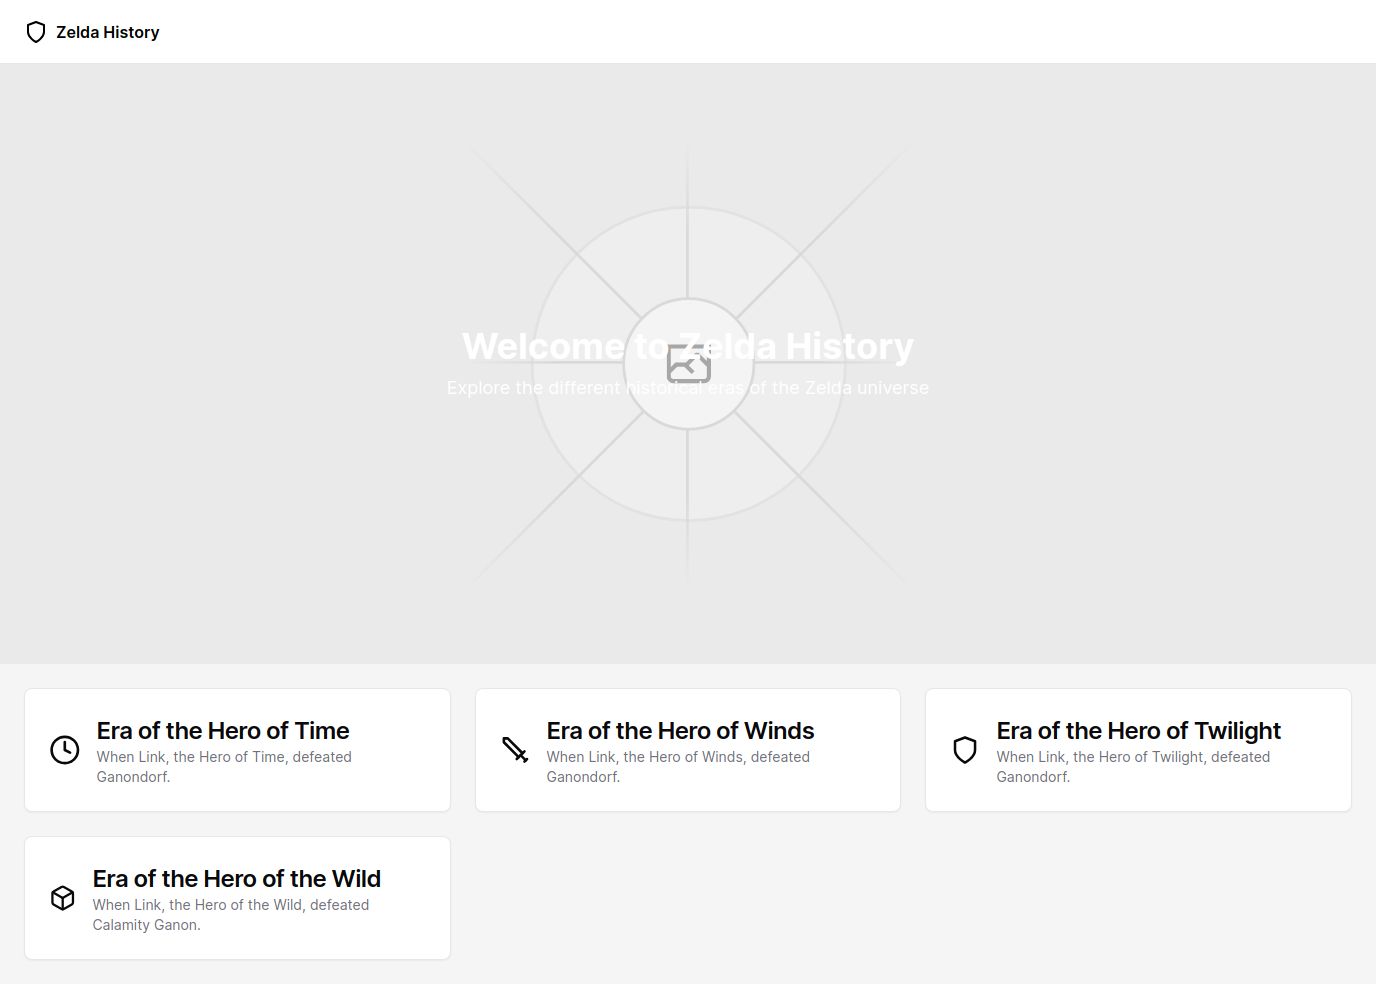 Zelda History
Welcome to Zelda History
Explore the different historical eras of the Zelda universe
Era of the Hero of Time
When Link, the Hero of Time, defeated
Ganondorf.
Era of the Hero of Winds
When Link, the Hero of Winds, defeated
Ganondorf.
Era of the Hero of Twilight
When Link, the Hero of Twilight, defeated
Ganondorf.
Era of the Hero of the Wild
When Link, the Hero of the Wild, defeated
Calamity Ganon.